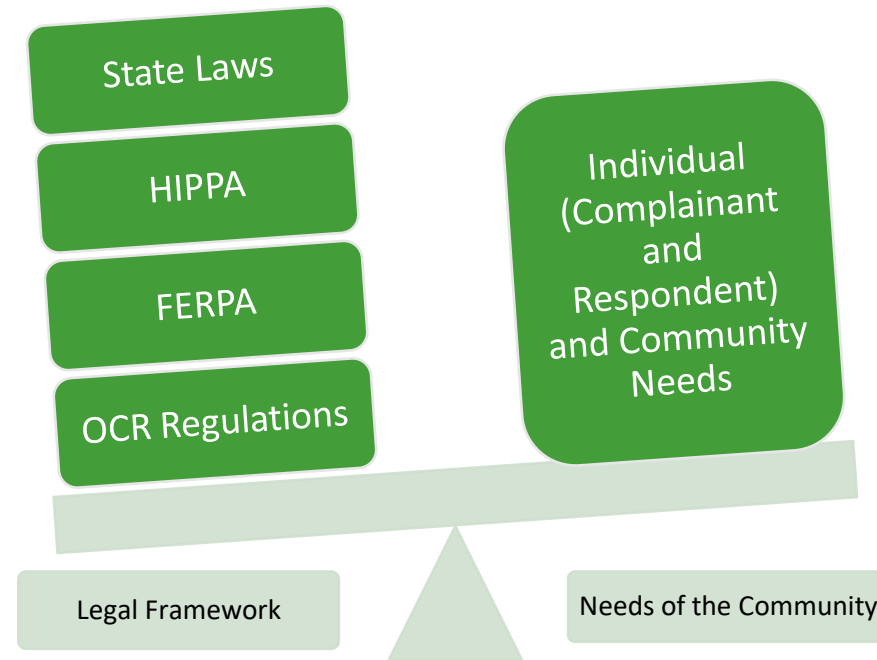 State Laws
HIPPA
FERPA
OCR Regulations
Individual
(Complainant
and
Respondent)
and Community
Needs
Legal Framework
Needs of the Community